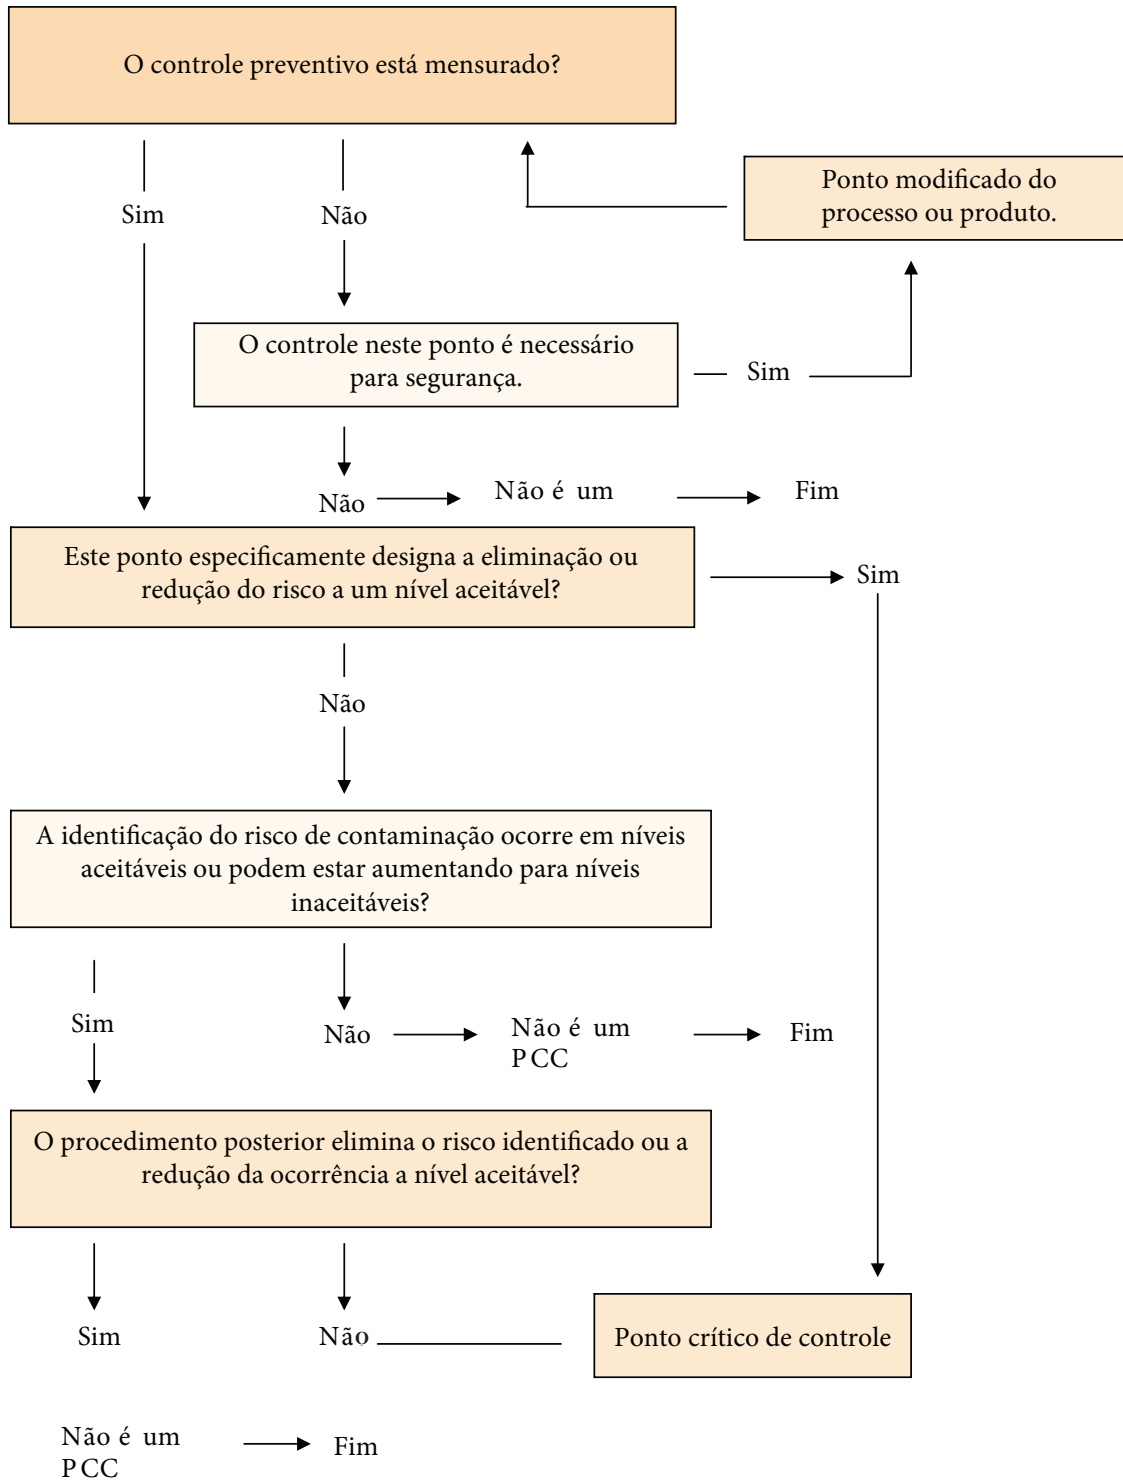 O controle preventivo está mensurado?
Ponto modificado do
processo ou produto.
Sim
Não
O controle neste ponto é necessário
para segurança.
Sim
Não
Não é um
Fim
Este ponto especificamente designa a eliminação ou
redução do risco a um nível aceitável?
Sim
Não
A identificação do risco de contaminação ocorre em níveis
aceitáveis ou podem estar aumentando para níveis
inaceitáveis?
Sim
Não
Não é um
PCC
Fim
O procedimento posterior elimina o risco identificado ou a
redução da ocorrência a nível aceitável?
Sim
Não
Ponto crítico de controle
Não é um
PCC
Fim